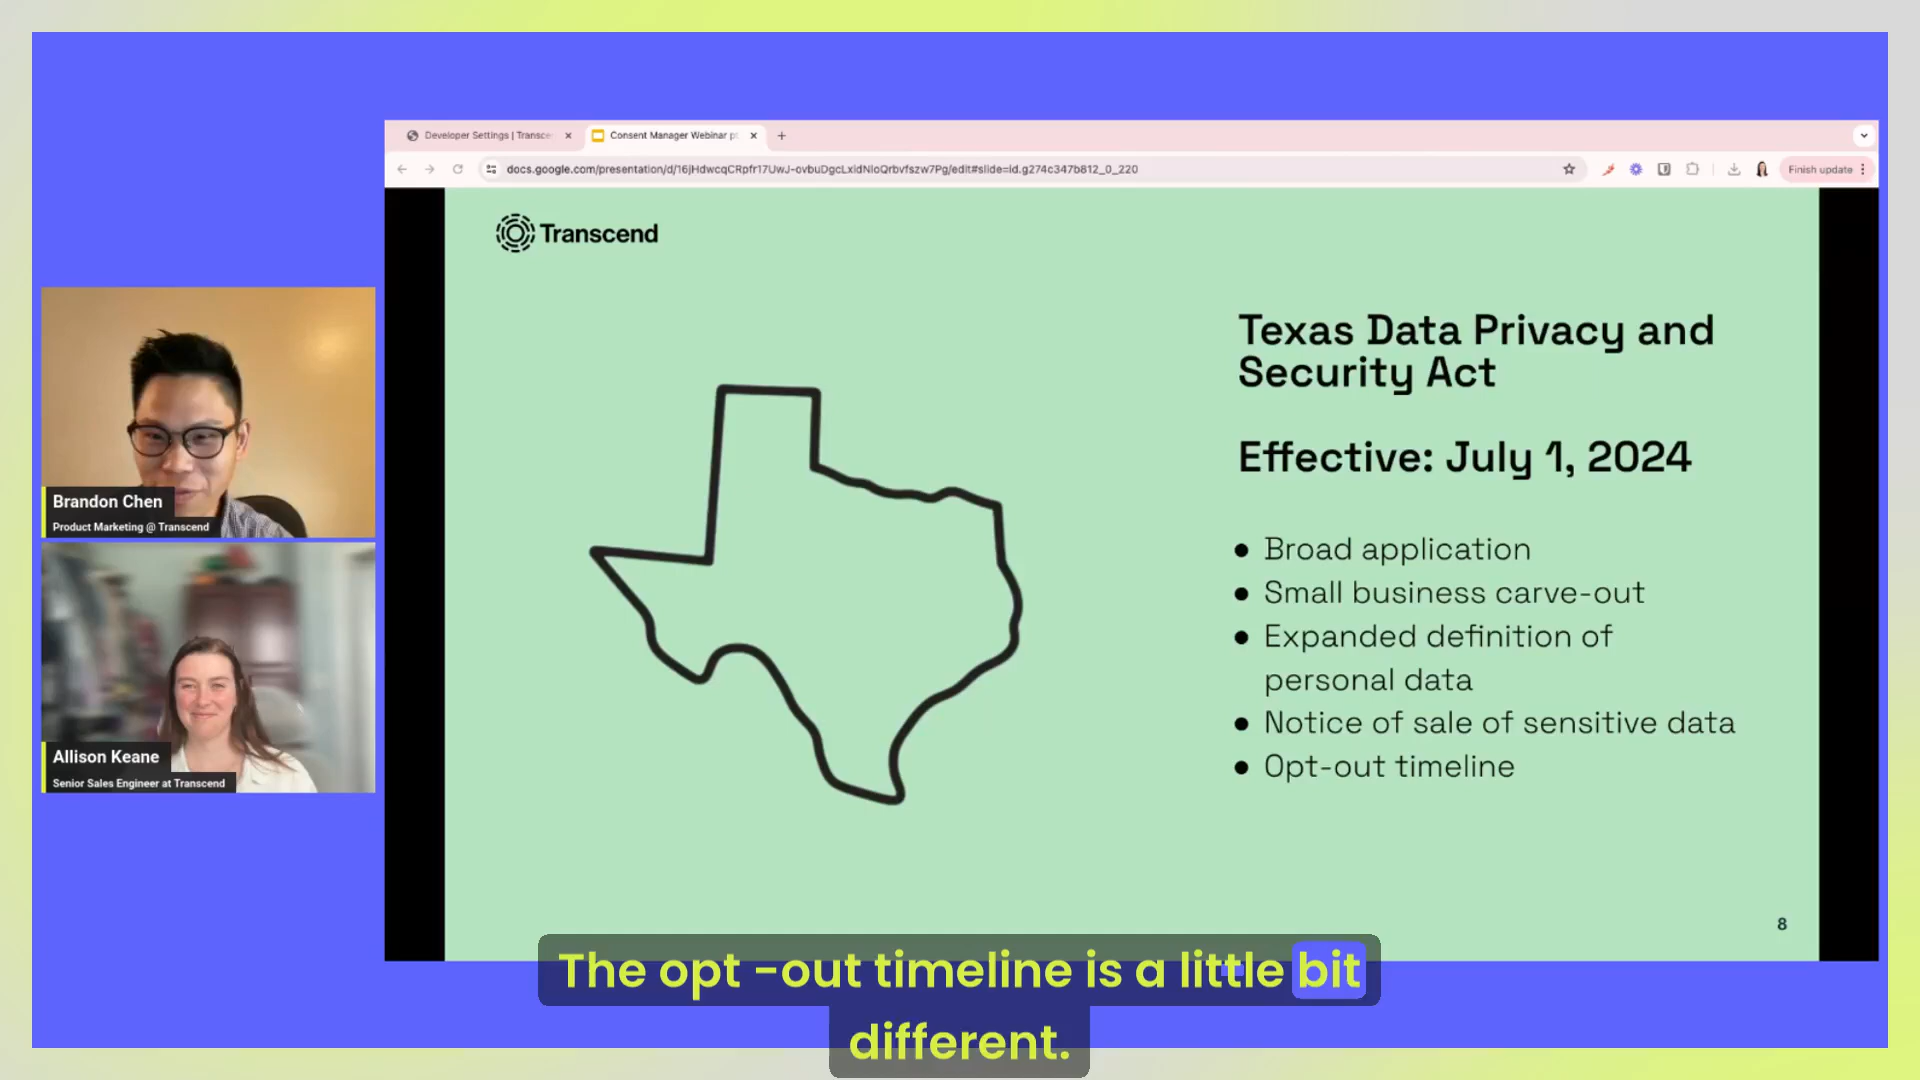 Developer Settings | Transce
Consent Manager Webinar p
docs.google.com/presentation/d/16jHdwcqCRpfr17UwJ-ovbuDgcLxidNioQrbvfszw7Pg/edit#slide=id.g274c347b812_0_220
Finish update
Transcend
Texas Data Privacy and
Security Act
Effective: July 1, 2024
● Broad application
● Small business carve-out
● Expanded definition of
personal data
● Notice of sale of sensitive data
● Opt-out timeline
8
Brandon Chen
Product Marketing @ Transcend
Allison Keane
Senior Sales Engineer at Transcend
The opt -out timeline is a little bit
different.